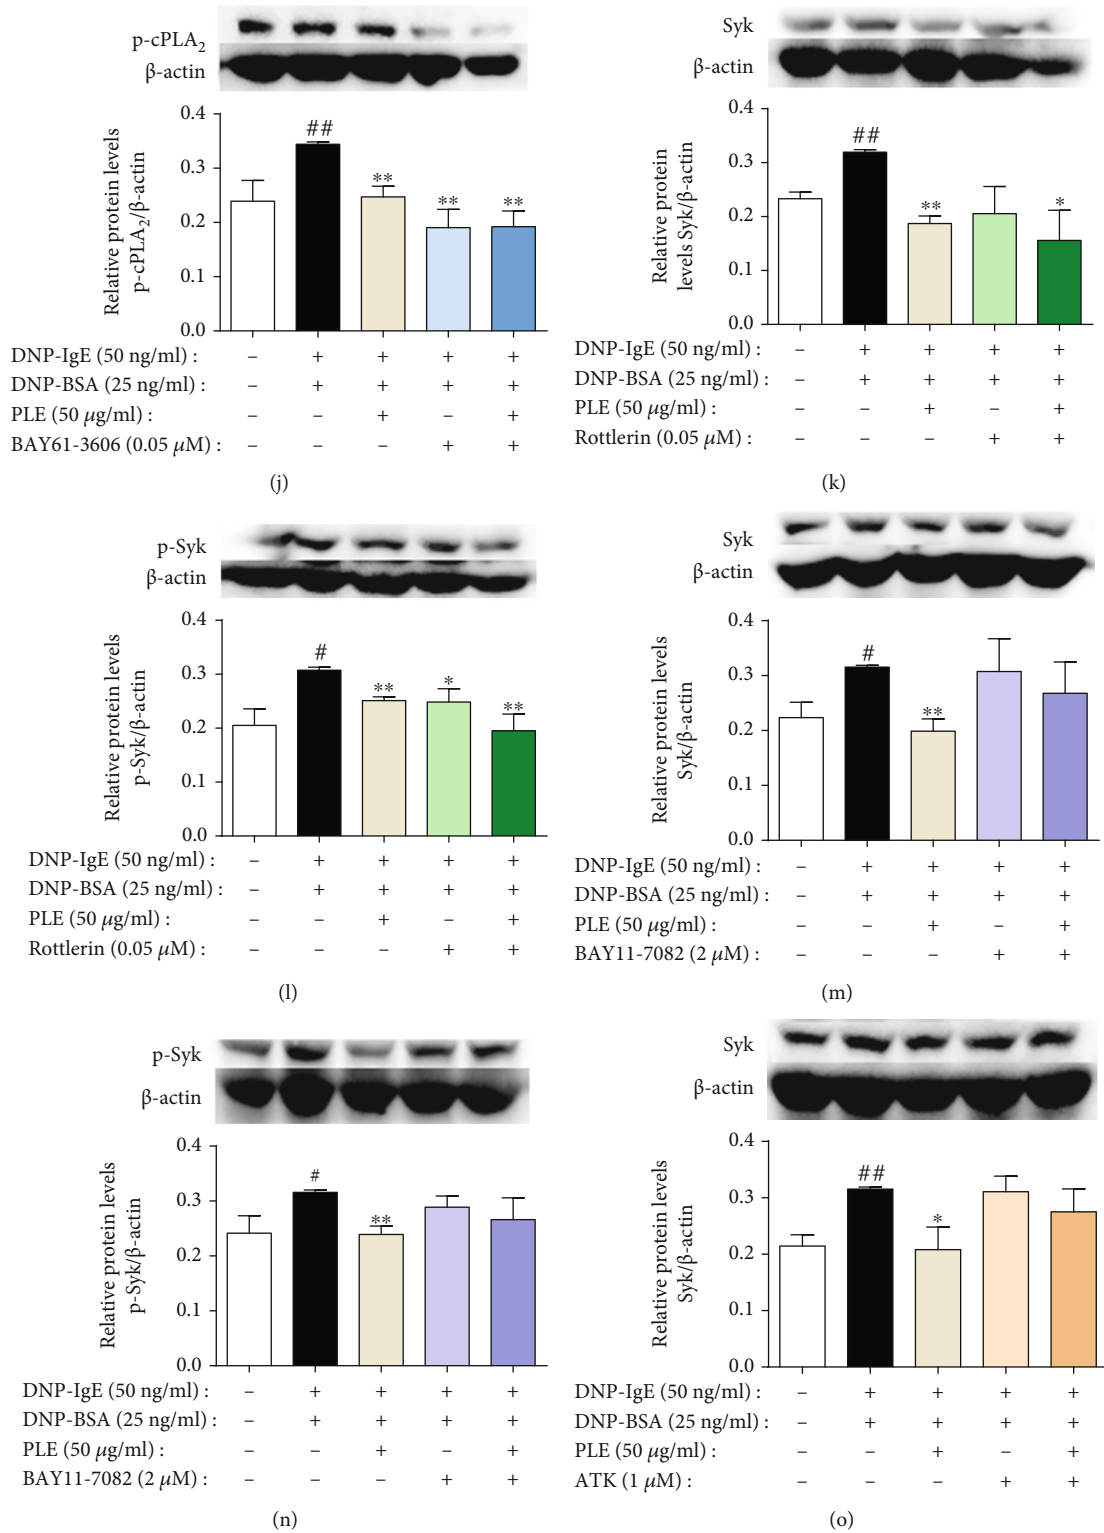 p-cPLA2
β-actin
Relative protein levels
p-cPLA2/β-actin
0.4
0.3
0.2
0.1
0.0
##
**
**
**
DNP-IgE (50 ng/ml) : – + + + +
DNP-BSA (25 ng/ml) : – + + + +
PLE (50 μg/ml) : – – + – +
BAY61-3606 (0.05 μM) : – – – + +
(j)
Syk
β-actin
Relative protein
levels Syk/β-actin
0.4
0.3
0.2
0.1
0.0
##
**
*
DNP-IgE (50 ng/ml) : – + + + +
DNP-BSA (25 ng/ml) : – + + + +
PLE (50 μg/ml) : – – + – +
Rottlerin (0.05 μM) : – – – + +
(k)
p-Syk
β-actin
Relative protein levels
p-Syk/β-actin
0.4
0.3
0.2
0.1
0.0
#
**
*
**
DNP-IgE (50 ng/ml) : – + + + +
DNP-BSA (25 ng/ml) : – + + + +
PLE (50 μg/ml) : – – + – +
Rottlerin (0.05 μM) : – – – + +
(l)
Syk
β-actin
Relative protein levels
Syk/β-actin
0.4
0.3
0.2
0.1
0.0
#
**
DNP-IgE (50 ng/ml) : – + + + +
DNP-BSA (25 ng/ml) : – + + + +
PLE (50 μg/ml) : – – + – +
BAY11-7082 (2 μM) : – – – + +
(m)
p-Syk
β-actin
Relative protein levels
p-Syk/β-actin
0.4
0.3
0.2
0.1
0.0
#
**
DNP-IgE (50 ng/ml) : – + + + +
DNP-BSA (25 ng/ml) : – + + + +
PLE (50 μg/ml) : – – + – +
BAY11-7082 (2 μM) : – – – + +
(n)
Syk
β-actin
Relative protein levels
Syk/β-actin
0.4
0.3
0.2
0.1
0.0
##
*
DNP-IgE (50 ng/ml) : – + + + +
DNP-BSA (25 ng/ml) : – + + + +
PLE (50 μg/ml) : – – + – +
ATK (1 μM) : – – – + +
(o)